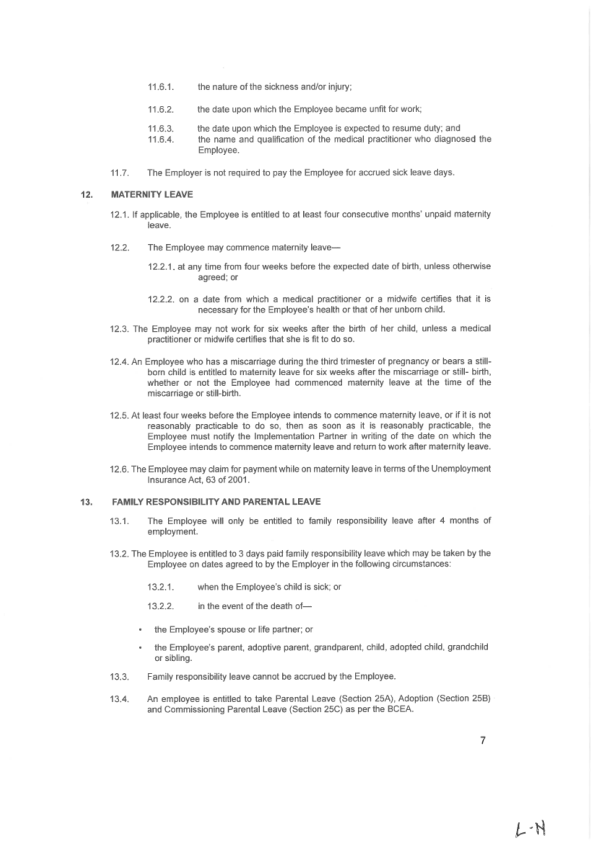 11.6.1. the nature of the sickness and/or injury;
11.6.2. the date upon which the Employee became unfit for work;
11.6.3. the date upon which the Employee is expected to resume duty; and
11.6.4. the name and qualification of the medical practitioner who diagnosed the
Employee.
11.7. The Employer is not required to pay the Employee for accrued sick leave days.
12. MATERNITY LEAVE
12.1. If applicable, the Employee is entitled to at least four consecutive months' unpaid maternity
leave.
12.2. The Employee may commence maternity leave—
12.2.1. at any time from four weeks before the expected date of birth, unless otherwise
agreed; or
12.2.2. on a date from which a medical practitioner or a midwife certifies that it is
necessary for the Employee's health or that of her unborn child.
12.3. The Employee may not work for six weeks after the birth of her child, unless a medical
practitioner or midwife certifies that she is fit to do so.
12.4. An Employee who has a miscarriage during the third trimester of pregnancy or bears a still-
born child is entitled to maternity leave for six weeks after the miscarriage or still- birth,
whether or not the Employee had commenced maternity leave at the time of the
miscarriage or still-birth.
12.5. At least four weeks before the Employee intends to commence maternity leave, or if it is not
reasonably practicable to do so, then as soon as it is reasonably practicable, the
Employee must notify the Implementation Partner in writing of the date on which the
Employee intends to commence maternity leave and return to work after maternity leave.
12.6. The Employee may claim for payment while on maternity leave in terms of the Unemployment
Insurance Act, 63 of 2001.
13. FAMILY RESPONSIBILITY AND PARENTAL LEAVE
13.1. The Employee will only be entitled to family responsibility leave after 4 months of
employment.
13.2. The Employee is entitled to 3 days paid family responsibility leave which may be taken by the
Employee on dates agreed to by the Employer in the following circumstances:
13.2.1. when the Employee's child is sick; or
13.2.2. in the event of the death of—
• the Employee's spouse or life partner; or
• the Employee's parent, adoptive parent, grandparent, child, adopted child, grandchild
or sibling.
13.3. Family responsibility leave cannot be accrued by the Employee.
13.4. An employee is entitled to take Parental Leave (Section 25A), Adoption (Section 25B)
and Commissioning Parental Leave (Section 25C) as per the BCEA.
7
L-N